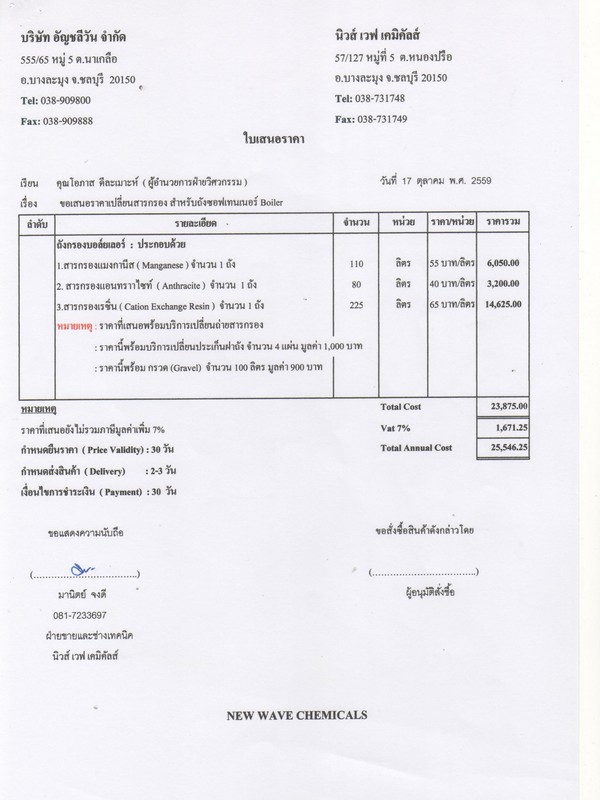 บริษัท อัญชลีวัน จำกัด
555/65 หมู่ 5 ต.นาเกลือ
อ.บางละมุง จ.ชลบุรี 20150
Tel: 038-909800
Fax: 038-909888
นิวส์ เวฟ เคมิคัลส์
57/127 หมู่ที่ 5 ต.หนองปรือ
อ.บางละมุง จ.ชลบุรี 20150
Tel: 038-731748
Fax: 038-731749
ใบเสนอราคา
เรียน คุณโอภาส ดีละเมาะห์ ( ผู้อำนวยการฝ่ายวิศวกรรม ) วันที่ 17 ตุลาคม พ.ศ. 2559
เรื่อง ขอเสนอราคาเปลี่ยนสารกรอง สำหรับถังซอฟเทนเนอร์ Boiler
ลำดับ รายละเอียด จำนวน หน่วย ราคา/หน่วย ราคารวม
ถังกรองบอล์ยเลอร์ : ประกอบด้วย
1.สารกรองแมงกานีส ( Manganese ) จำนวน 1 ถัง 110 ลิตร 55 บาท/ลิตร 6,050.00
2. สารกรองแอนทราาไซท์ ( Anthracite ) จำนวน 1 ถัง 80 ลิตร 40 บาท/ลิตร 3,200.00
3.สารกรองเรซิ่น ( Cation Exchange Resin ) จำนวน 1 ถัง 225 ลิตร 65 บาท/ลิตร 14,625.00
หมายเหตุ : ราคาที่เสนอพร้อมบริการเปลี่ยนถ่ายสารกรอง
: ราคานี้พร้อมบริการเปลี่ยนประเก็นฝาถัง จำนวน 4 แผ่น มูลค่า 1,000 บาท
: ราคานี้พร้อม กรวด (Gravel) จำนวน 100 ลิตร มูลค่า 900 บาท
หมายเหตุ Total Cost 23,875.00
ราคาที่เสนอยังไม่รวมภาษีมูลค่าเพิ่ม 7% Vat 7% 1,671.25
กำหนดยืนราคา ( Price Validity) : 30 วัน Total Annual Cost 25,546.25
กำหนดส่งสินค้า ( Delivery) : 2-3 วัน
เงื่อนไขการชำระเงิน ( Payment) : 30 วัน
ขอแสดงความนับถือ
(.................................)
มานิตย์ จงดี
081-7233697
ฝ่ายขายและช่างเทคนิค
นิวส์ เวฟ เคมิคัลส์
ขอสั่งซื้อสินค้าดังกล่าวโดย
(.................................)
ผู้อนุมัติสั่งซื้อ
NEW WAVE CHEMICALS